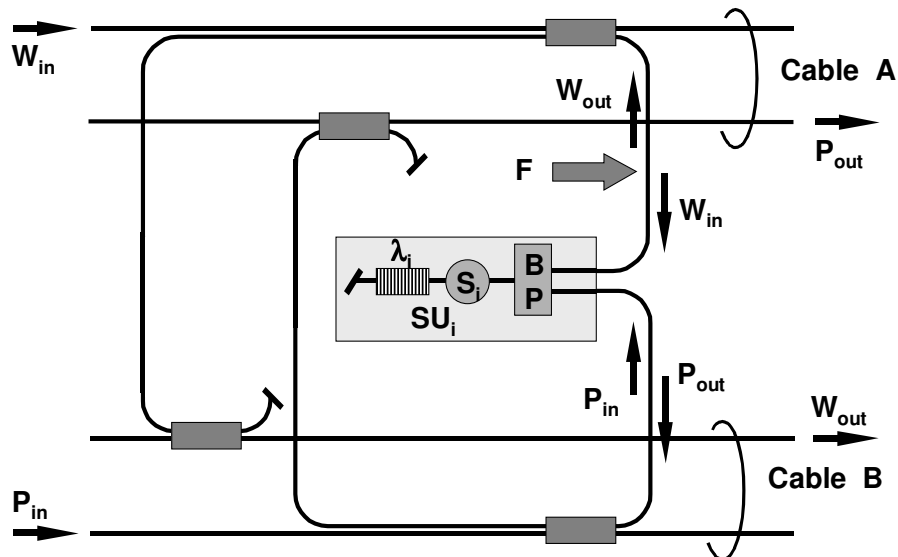 W_in
Cable A
W_out
P_out
F
W_in
λ_i
B
S_i
P
SU_i
P_in
P_out
W_out
Cable B
P_in